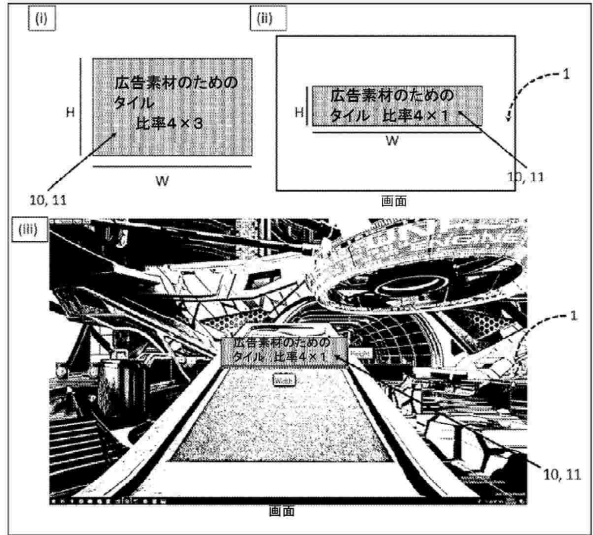 (i)
広告素材のための
タイル
比率4×3
H
W
10, 11
(ii)
広告素材のための
タイル 比率4×1
H
W
1
10, 11
画面
(iii)
広告素材のための
タイル 比率4×1
Height
Width
1
10, 11
画面